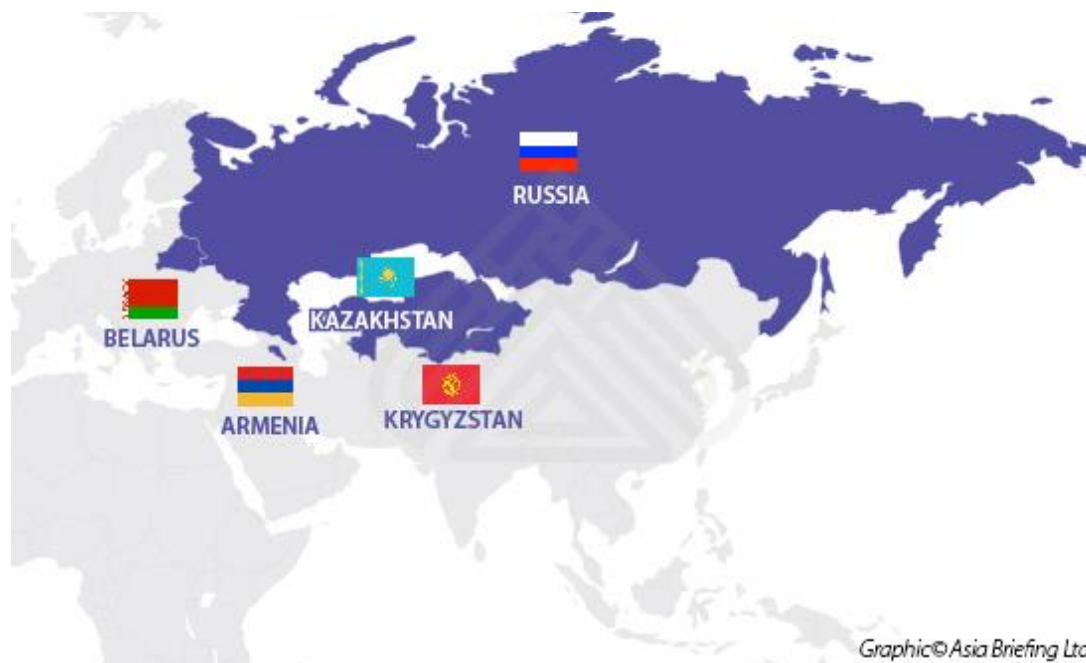 RUSSIA
KAZAKHSTAN
BELARUS
ARMENIA
KRYGYZSTAN
Graphic© Asia Briefing Ltd